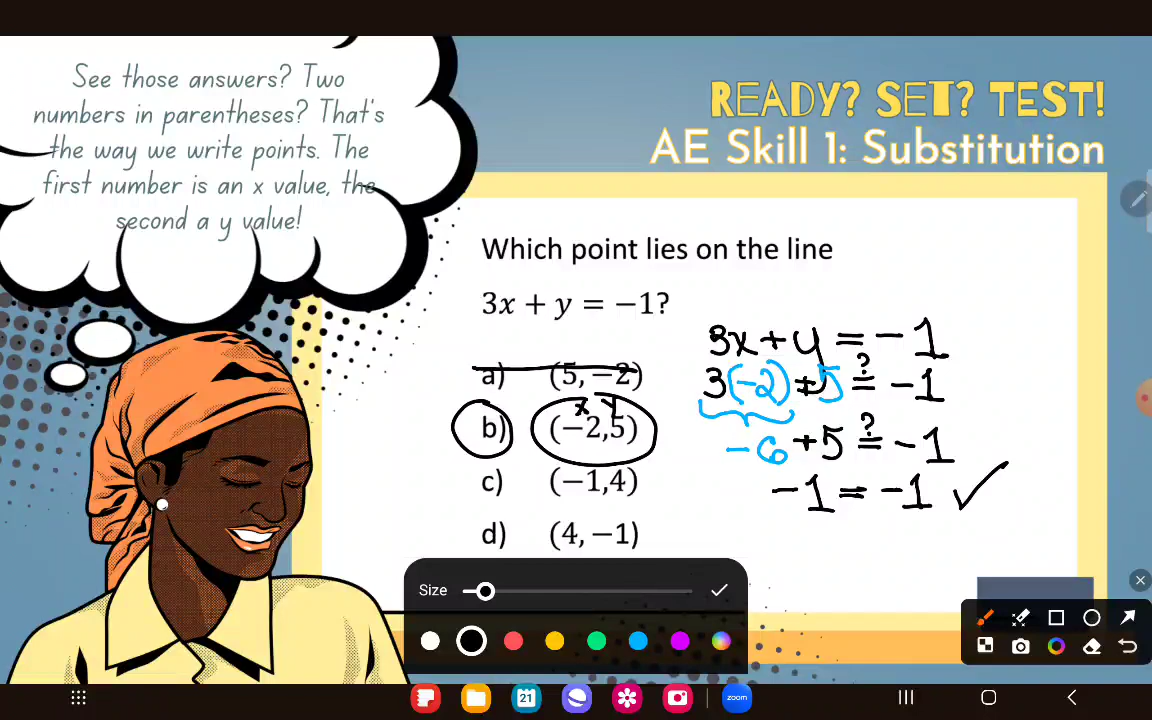 See those answers? Two
numbers in parentheses? That's
the way we write points. The
first number is an x value, the
second a y value!
READY? SET? TEST!
AE Skill 1: Substitution
Which point lies on the line
3x + y = −1?
a) (5, −2)
x y
b) (−2,5)
c) (−1,4)
d) (4, −1)
3x + y = −1
3(−2) + 5 ≟ −1
−6 + 5 ≟ −1
−1 = −1 ✓
Size
21
zoom